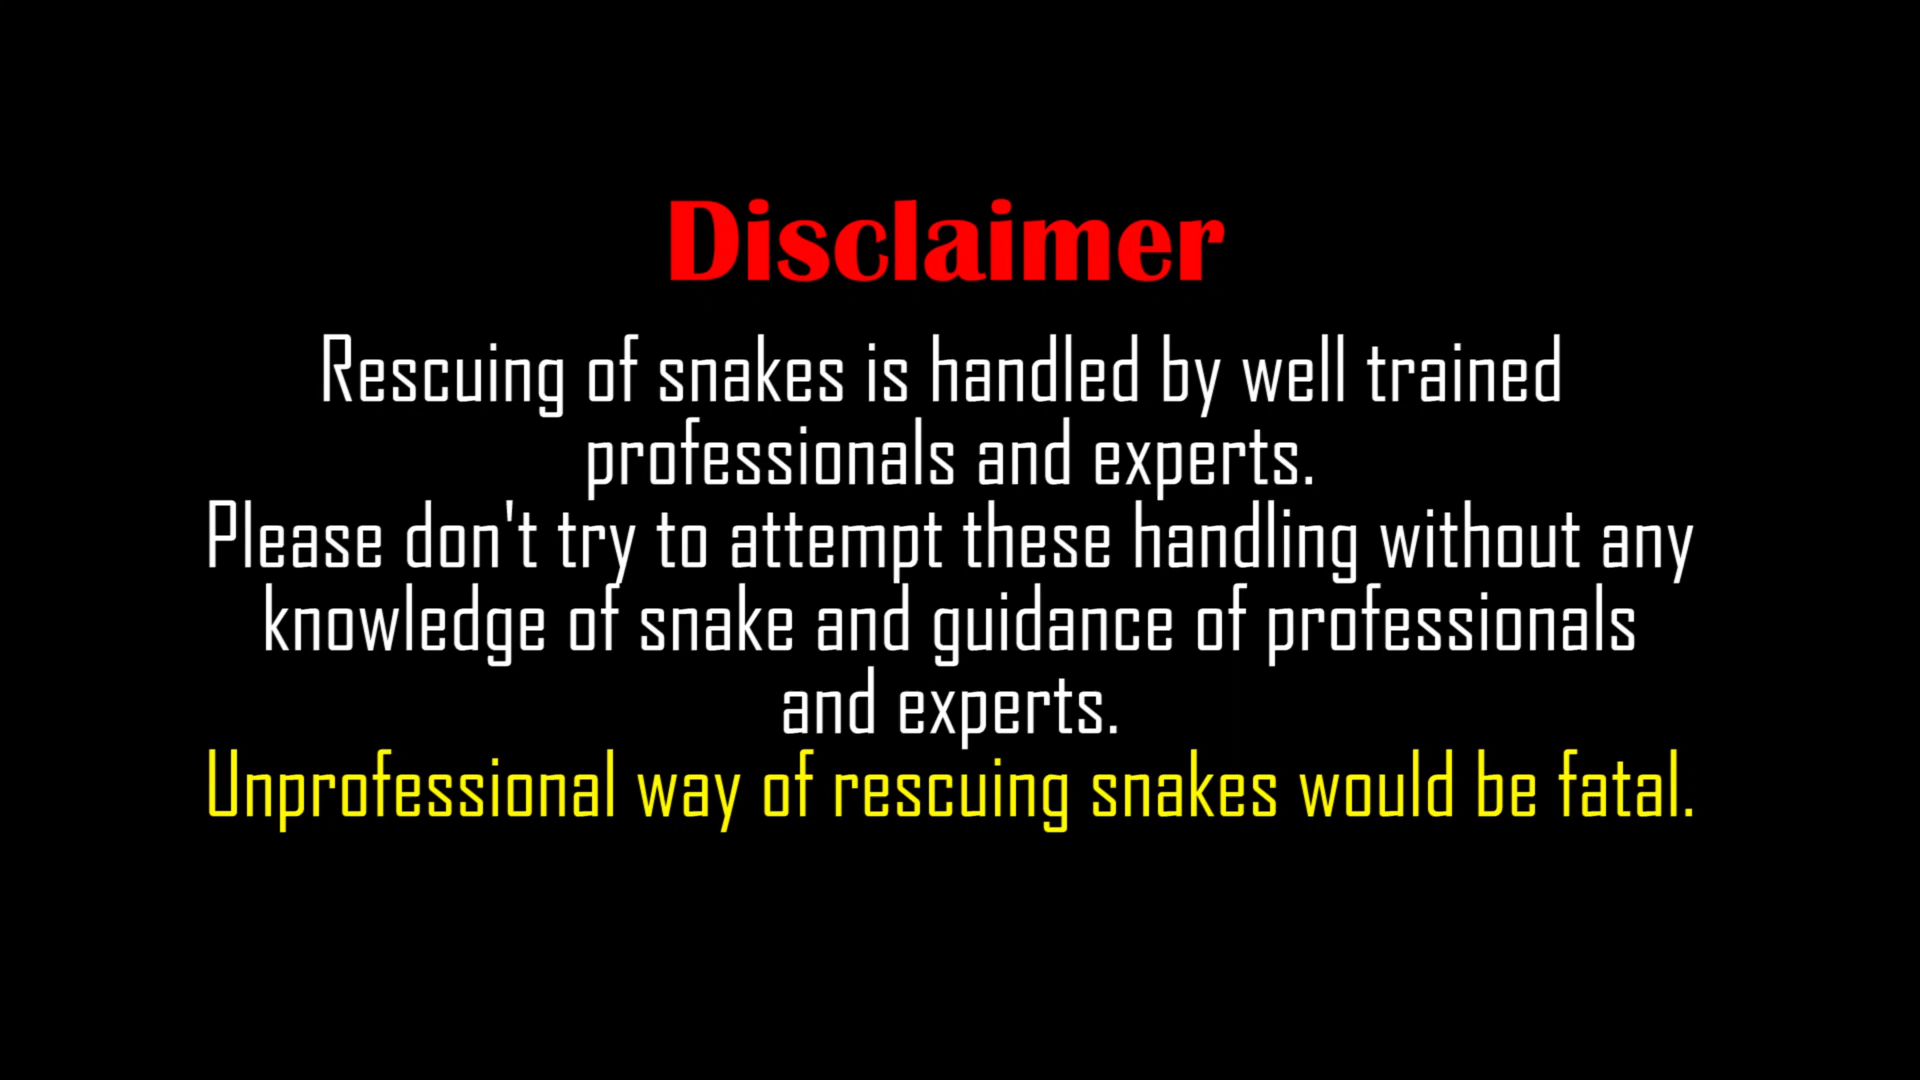 Disclaimer
Rescuing of snakes is handled by well trained
professionals and experts.
Please don't try to attempt these handling without any
knowledge of snake and guidance of professionals
and experts.
Unprofessional way of rescuing snakes would be fatal.